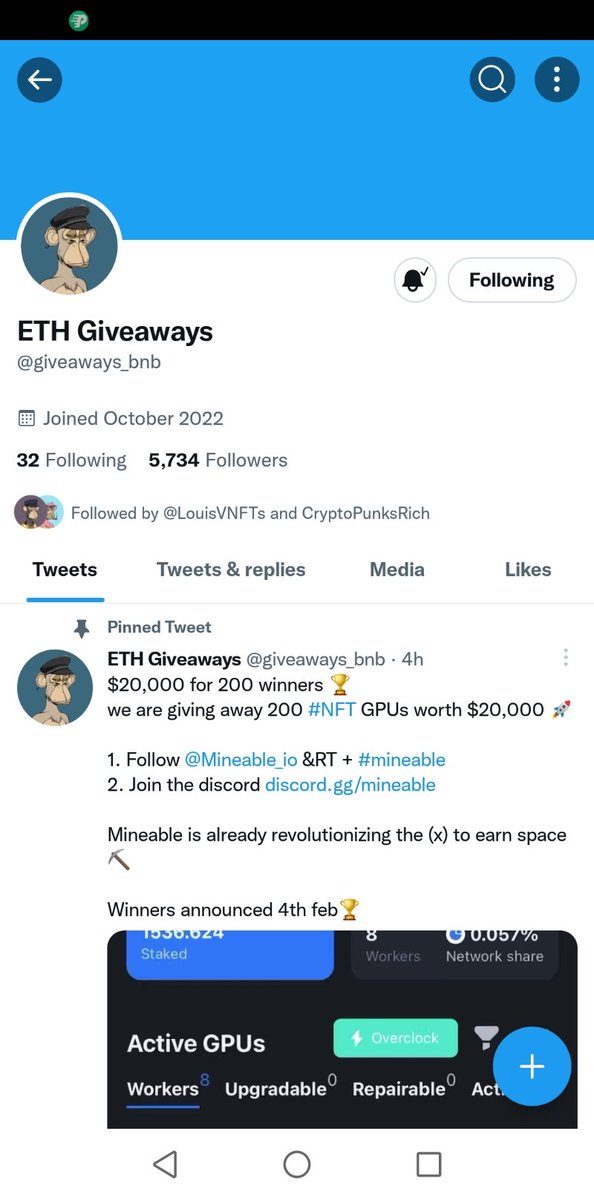 Following
ETH Giveaways
@giveaways_bnb
Joined October 2022
32 Following 5,734 Followers
Followed by @LouisVNFTs and CryptoPunksRich
Tweets Tweets & replies Media Likes
Pinned Tweet
ETH Giveaways @giveaways_bnb · 4h
$20,000 for 200 winners 🏆
we are giving away 200 #NFT GPUs worth $20,000 🚀
1. Follow @Mineable_io &RT + #mineable
2. Join the discord discord.gg/mineable
Mineable is already revolutionizing the (x) to earn space
⛏️
Winners announced 4th feb🏆
1536.624 8 0.057%
Staked Workers Network share
Active GPUs Overclock
Workers 8 Upgradable 0 Repairable 0